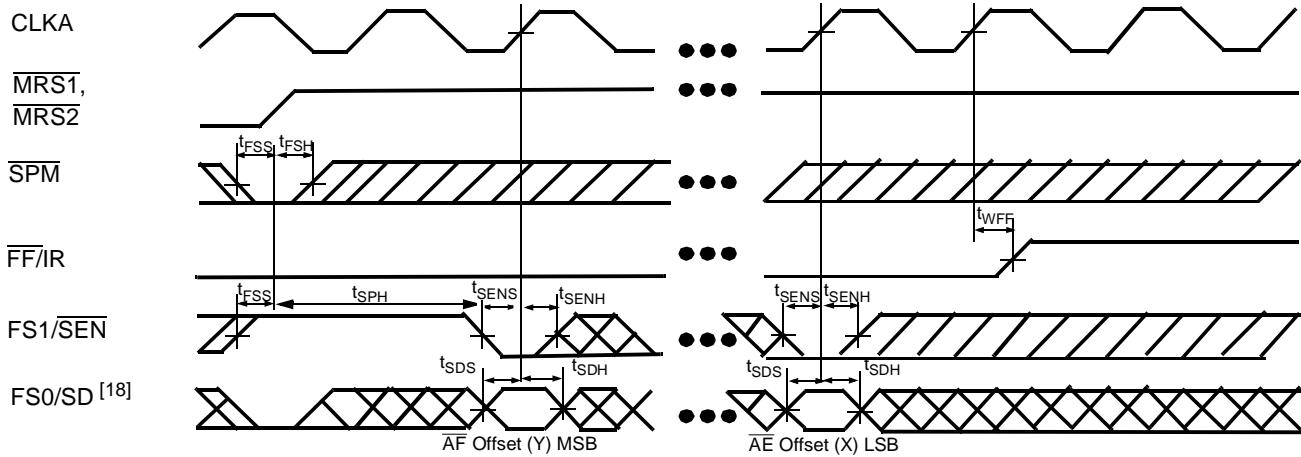 CLKA
MRS1,
MRS2
tFSS tFSH
SPM
tWFF
FF/IR
tFSS tSPH tSENS tSENH tSENS tSENH
FS1/SEN
tSDS tSDH tSDS tSDH
FS0/SD [18]
AF Offset (Y) MSB AE Offset (X) LSB